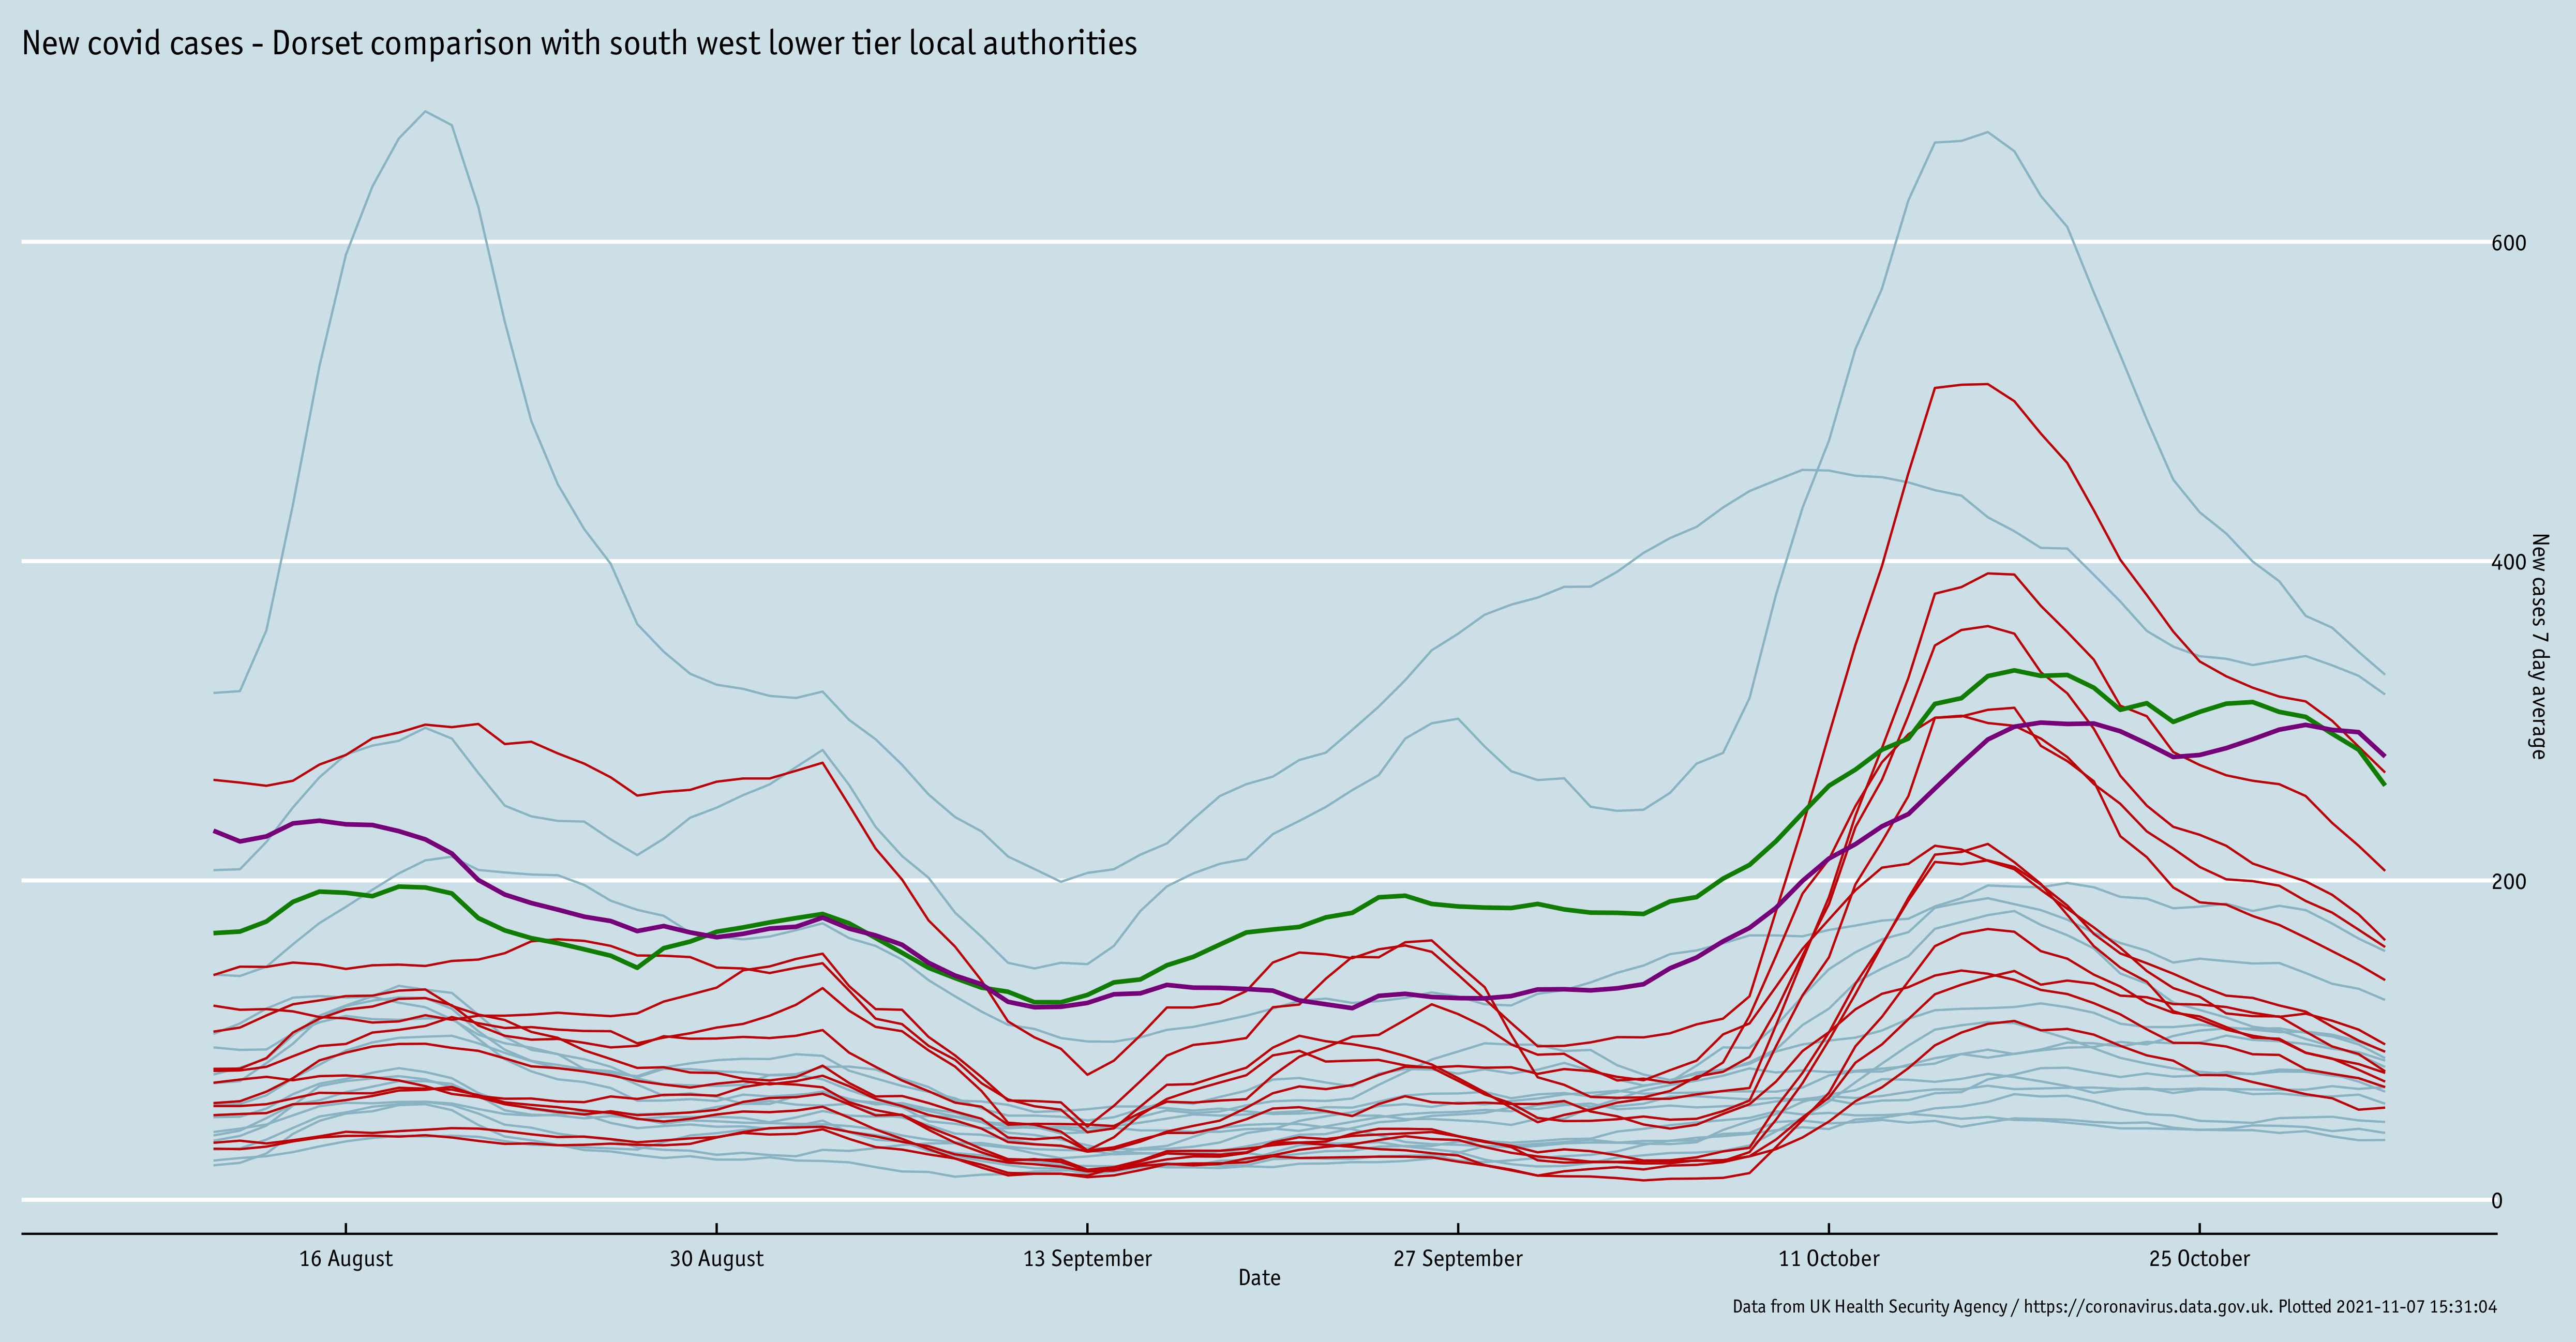 New covid cases - Dorset comparison with south west lower tier local authorities
600
400
200
0
New cases 7 day average
16 August
30 August
13 September
27 September
11 October
25 October
Date
Data from UK Health Security Agency / https://coronavirus.data.gov.uk. Plotted 2021-11-07 15:31:04